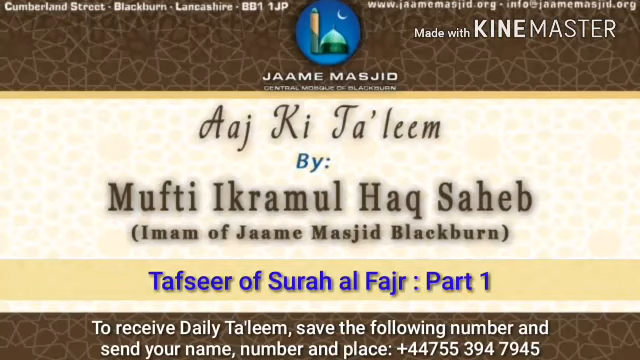 Cumberland Street - Blackburn - Lancashire - BB1 1JP
www.jaamemasjid.org - info@jaamemasjid.org
Made with KINEMASTER
JAAME MASJID
CENTRAL MOSQUE OF BLACKBURN
Aaj Ki Ta'leem
By:
Mufti Ikramul Haq Saheb
(Imam of Jaame Masjid Blackburn)
Tafseer of Surah al Fajr : Part 1
To receive Daily Ta'leem, save the following number and
send your name, number and place: +44755 394 7945